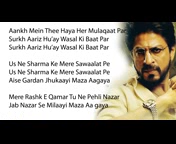 Aankh Mein Thee Haya Her Mulaqaat Par
Surkh Aariz Hu'ay Wasal Ki Baat Par
Surkh Aariz Hu'ay Wasal Ki Baat Par
Us Ne Sharma Ke Mere Sawaalat Pe
Us Ne Sharma Ke Mere Sawaalat Pe
Aise Gardan Jhukaayi Maza Aagaya
Mere Rashk E Qamar Tu Ne Pehli Nazar
Jab Nazar Se Milaayi Maza Aa gaya